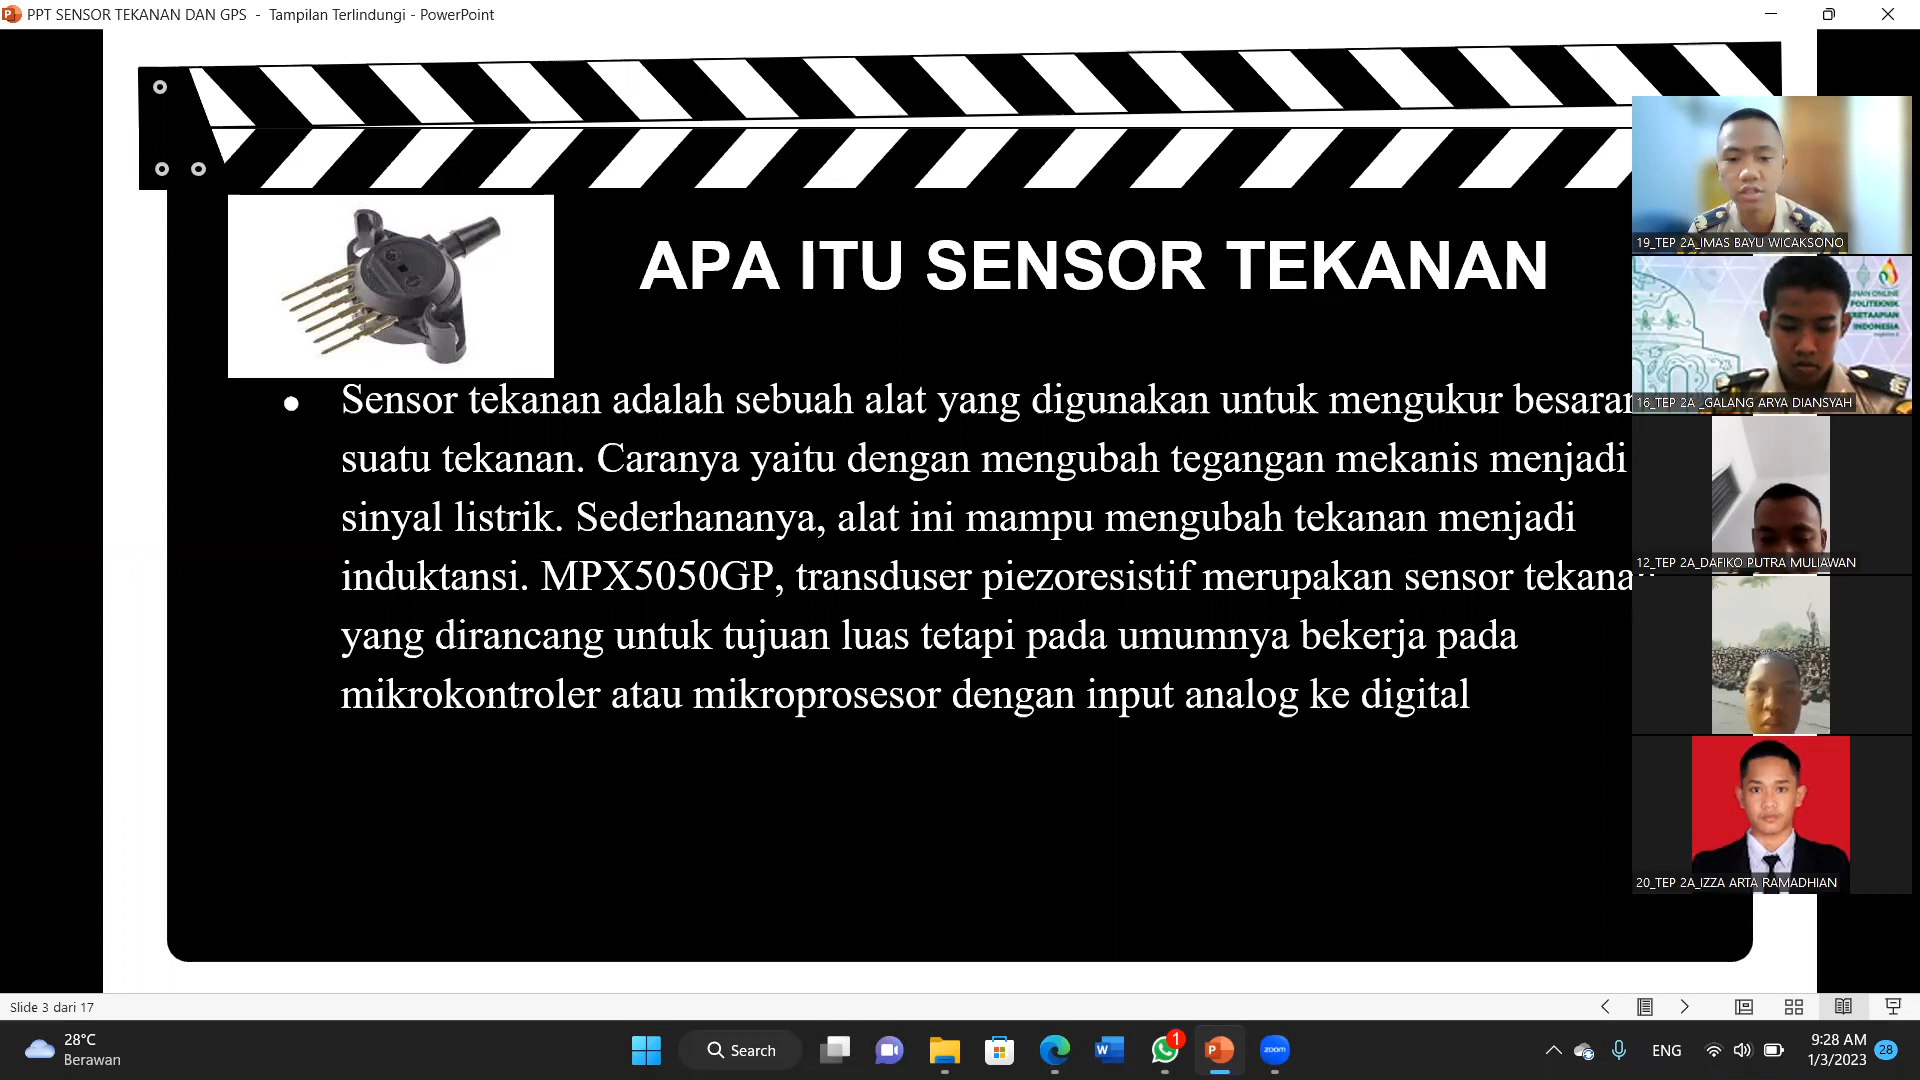 PPT SENSOR TEKANAN DAN GPS - Tampilan Terlindungi - PowerPoint
APA ITU SENSOR TEKANAN
● Sensor tekanan adalah sebuah alat yang digunakan untuk mengukur besaran
suatu tekanan. Caranya yaitu dengan mengubah tegangan mekanis menjadi
sinyal listrik. Sederhananya, alat ini mampu mengubah tekanan menjadi
induktansi. MPX5050GP, transduser piezoresistif merupakan sensor tekanan
yang dirancang untuk tujuan luas tetapi pada umumnya bekerja pada
mikrokontroler atau mikroprosesor dengan input analog ke digital
19_TEP 2A_IMAS BAYU WICAKSONO
POLITEKNIK
INDONESIA
16_TEP 2A _GALANG ARYA DIANSYAH
12_TEP 2A_DAFIKO PUTRA MULIAWAN
20_TEP 2A_IZZA ARTA RAMADHIAN
Slide 3 dari 17
28°C
Berawan
Search
W
1
P
zoom
ENG
9:28 AM
1/3/2023
28